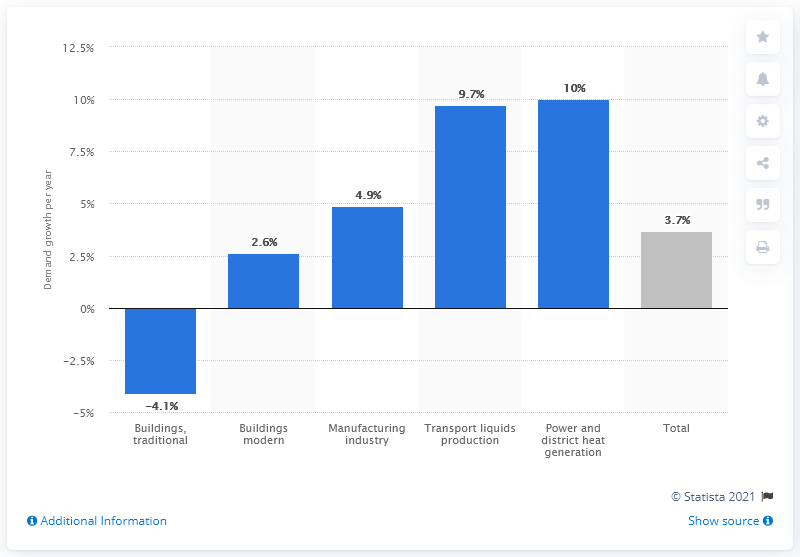 12.5%
10%
7.5%
5%
2.5%
0%
−2.5%
−5%
Demand growth per year
−4.1%
2.6%
4.9%
9.7%
10%
3.7%
Buildings,
traditional
Buildings
modern
Manufacturing
industry
Transport liquids
production
Power and
district heat
generation
Total
© Statista 2021
Additional Information
Show source